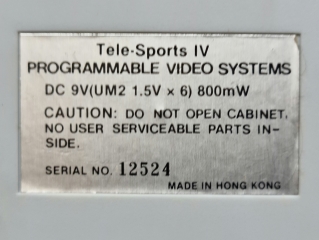 Tele-Sports IV
PROGRAMMABLE VIDEO SYSTEMS
DC 9V(UM2 1.5V × 6) 800mW
CAUTION: DO NOT OPEN CABINET.
NO USER SERVICEABLE PARTS IN-
SIDE.
SERIAL NO. 12524
MADE IN HONG KONG